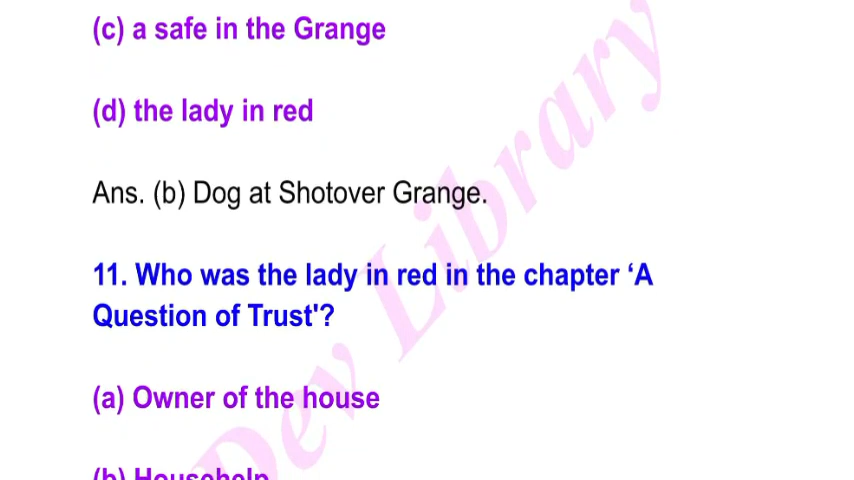 (c) a safe in the Grange
(d) the lady in red
Ans. (b) Dog at Shotover Grange.
11. Who was the lady in red in the chapter ‘A
Question of Trust'?
(a) Owner of the house
(b) Househelp
Dev Library